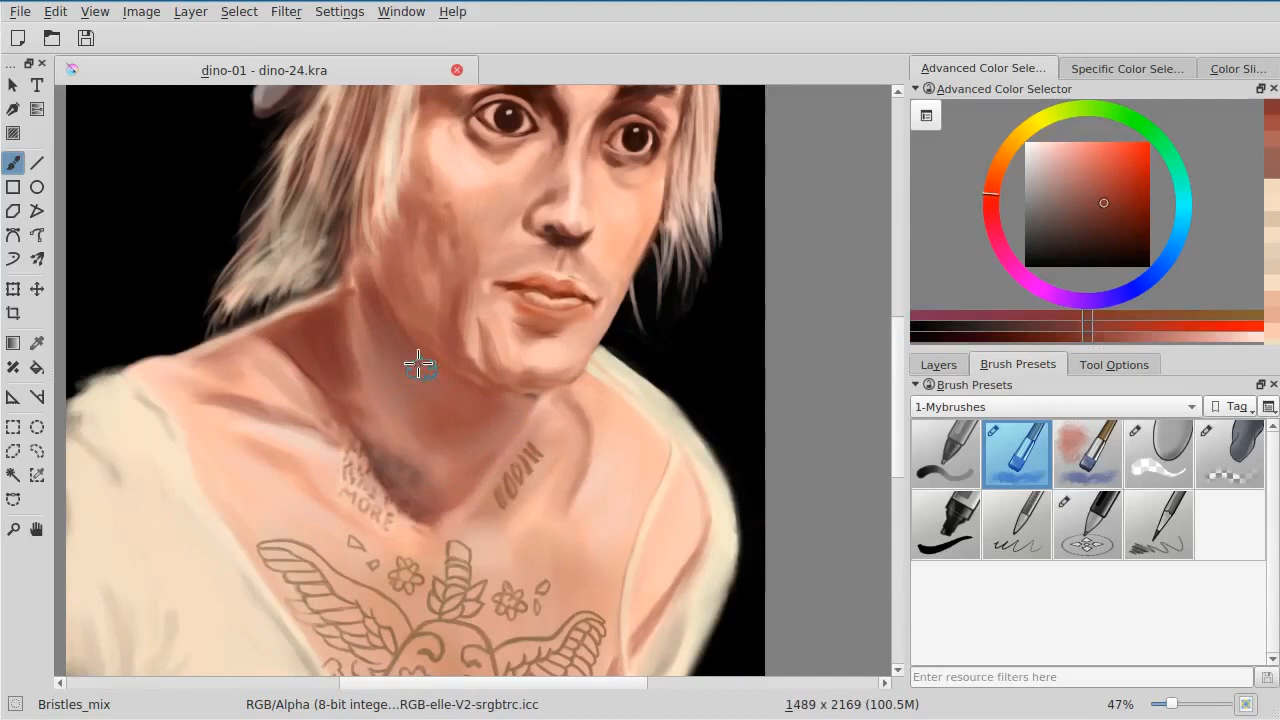 File Edit View Image Layer Select Filter Settings Window Help
dino-01 - dino-24.kra
Advanced Color Sele... Specific Color Sele... Color Sli...
Advanced Color Selector
Layers Brush Presets Tool Options
Brush Presets
1-Mybrushes Tag
MORE
Enter resource filters here
Bristles_mix RGB/Alpha (8-bit intege...RGB-elle-V2-srgbtrc.icc 1489 x 2169 (100.5M) 47%